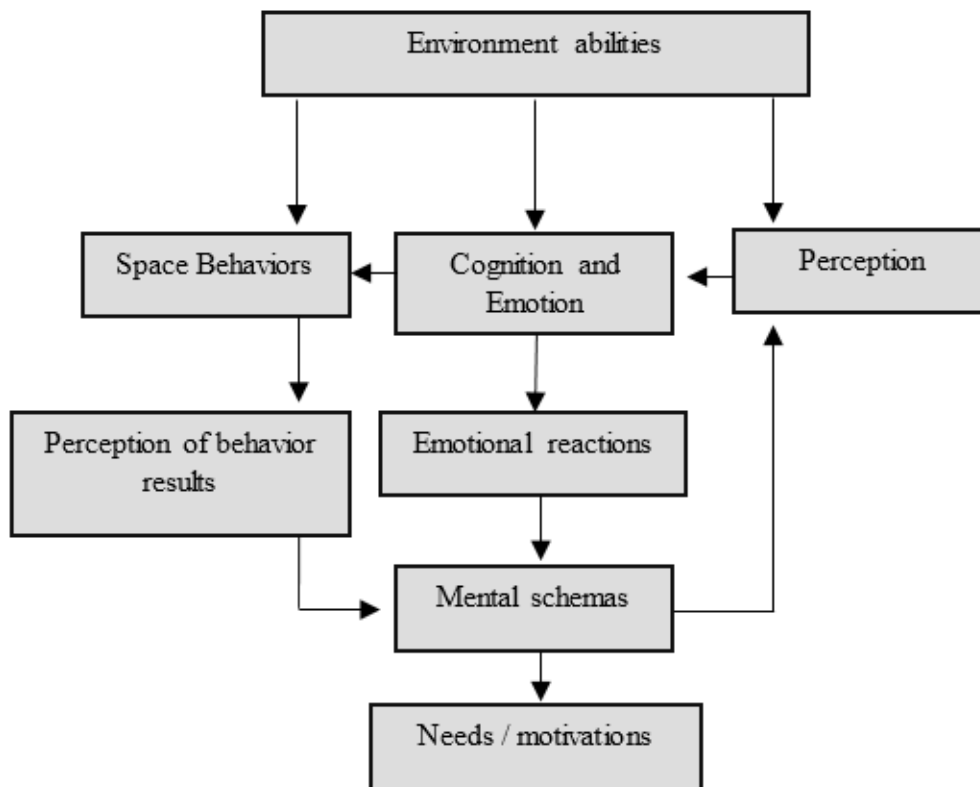 Environment abilities
Space Behaviors
Cognition and
Emotion
Perception
Perception of behavior
results
Emotional reactions
Mental schemas
Needs / motivations